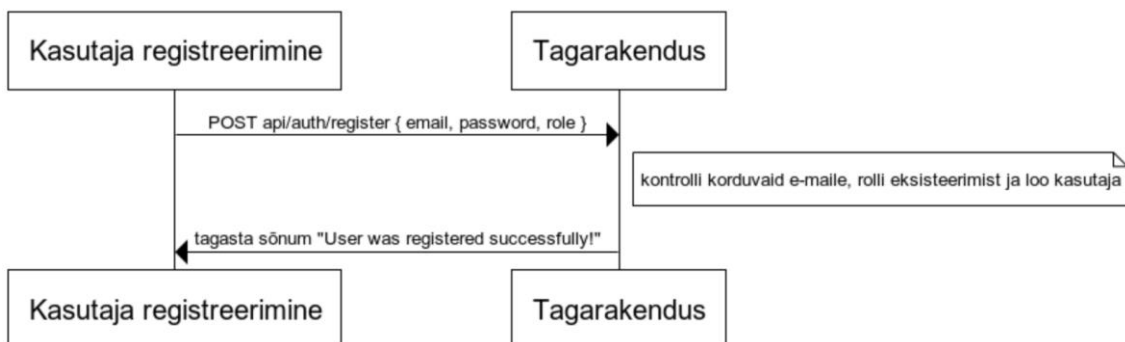 Kasutaja registreerimine
Tagarakendus
POST api/auth/register { email, password, role }
kontrolli korduvaid e-maile, rolli eksisteerimist ja loo kasutaja
tagasta sõnum "User was registered successfully!"
Kasutaja registreerimine
Tagarakendus